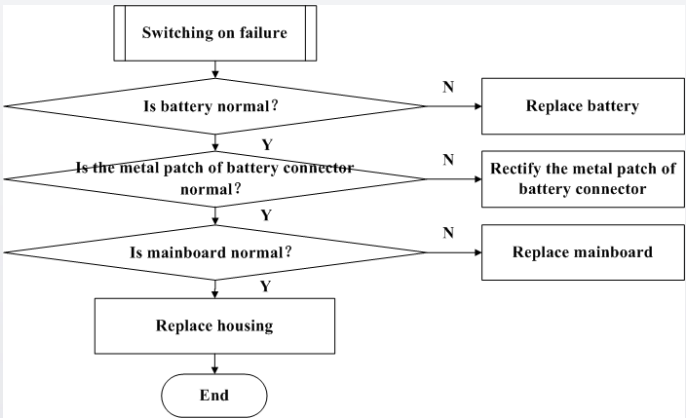 Switching on failure
Is battery normal？
N
Replace battery
Y
Is the metal patch of battery connector
normal？
N
Rectify the metal patch of
battery connector
Y
Is mainboard normal？
N
Replace mainboard
Y
Replace housing
End